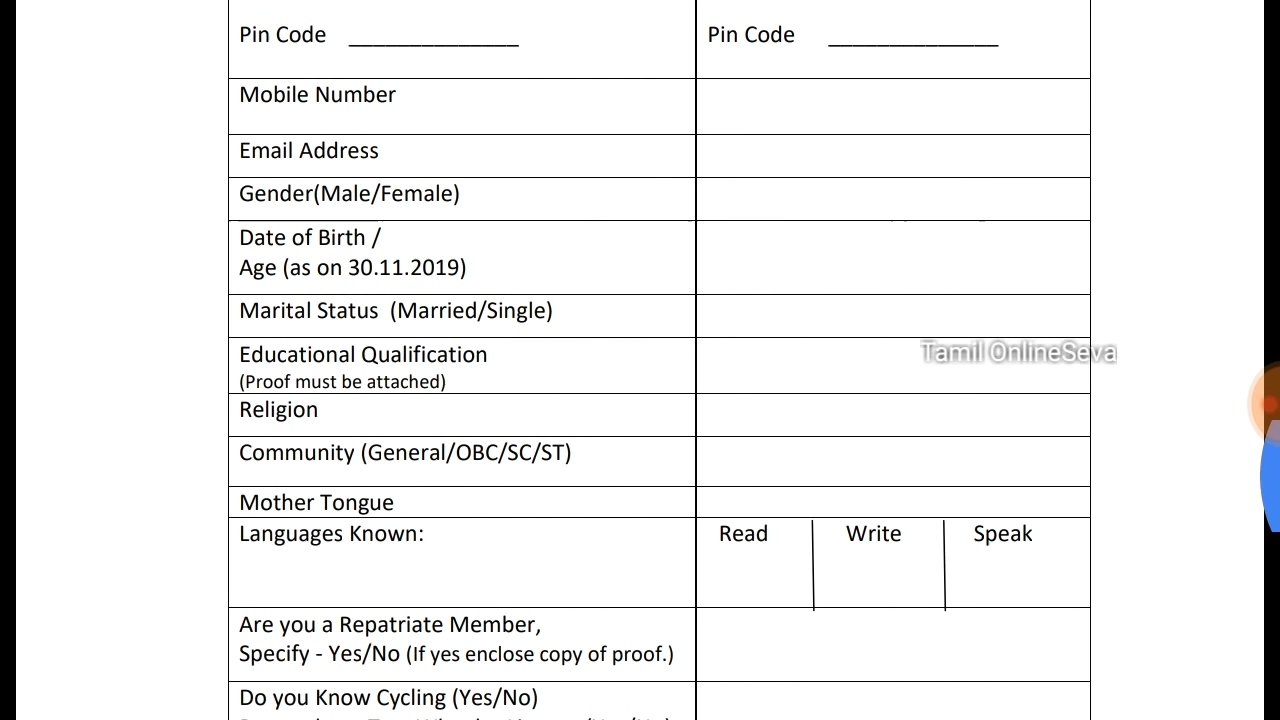 Pin Code ______________ Pin Code ______________
Mobile Number
Email Address
Gender(Male/Female)
Date of Birth /
Age (as on 30.11.2019)
Marital Status (Married/Single)
Educational Qualification
Tamil OnlineSeva
(Proof must be attached)
Religion
Community (General/OBC/SC/ST)
Mother Tongue
Languages Known: Read Write Speak
Are you a Repatriate Member,
Specify - Yes/No (If yes enclose copy of proof.)
Do you Know Cycling (Yes/No)